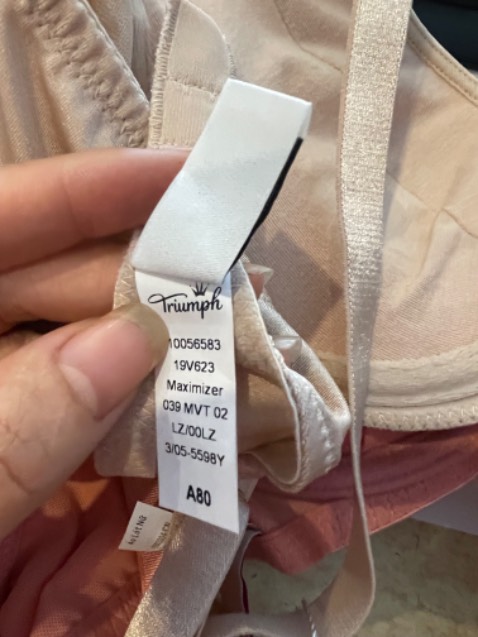 Triumph
10056583
19V623
Maximizer
039 MVT 02
LZ/00LZ
3/05-5598Y
A80